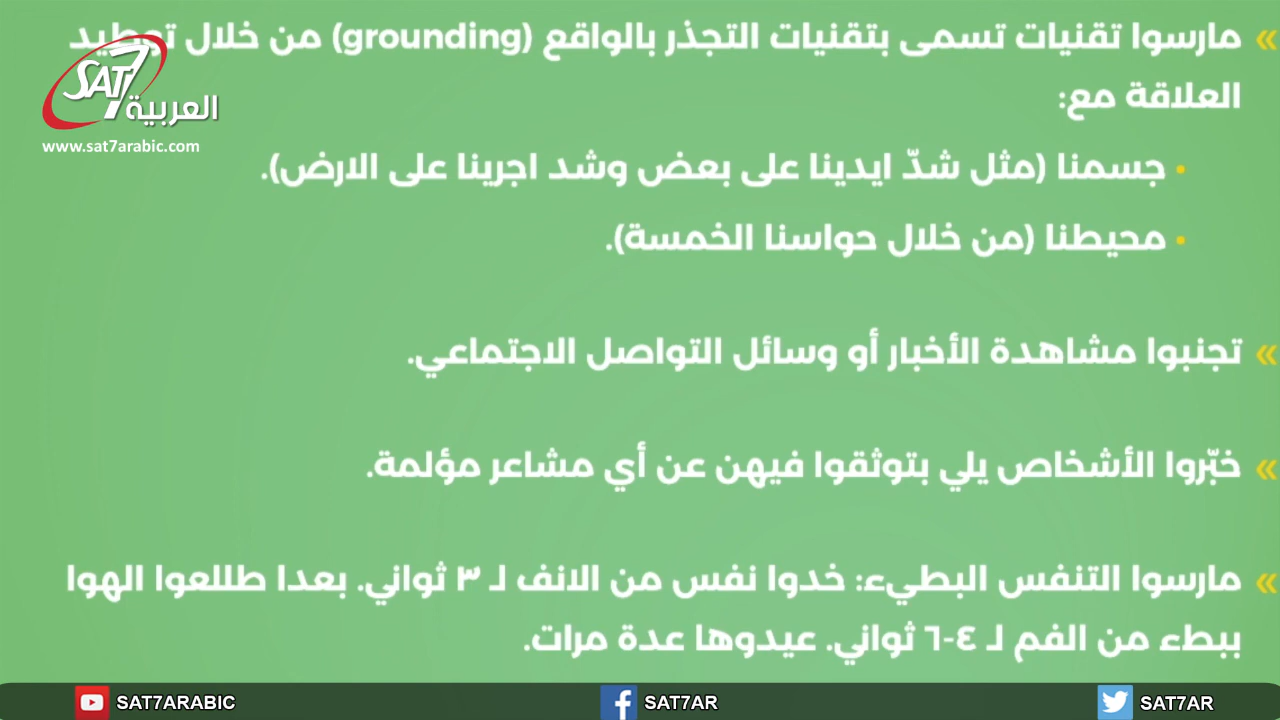 » مارسوا تقنيات تسمى بتقنيات التجذر بالواقع (grounding) من خلال توطيد
العلاقة مع:
• جسمنا (مثل شدّ ايدينا على بعض وشد اجرينا على الارض).
• محيطنا (من خلال حواسنا الخمسة).
» تجنبوا مشاهدة الأخبار أو وسائل التواصل الاجتماعي.
» خبّروا الأشخاص يلي بتوثقوا فيهن عن أي مشاعر مؤلمة.
» مارسوا التنفس البطيء: خدوا نفس من الانف لـ ٣ ثواني. بعدا طللعوا الهوا
ببطء من الفم لـ ٤-٦ ثواني. عيدوها عدة مرات.
SAT7 العربية
www.sat7arabic.com
SAT7ARABIC
SAT7AR
SAT7AR